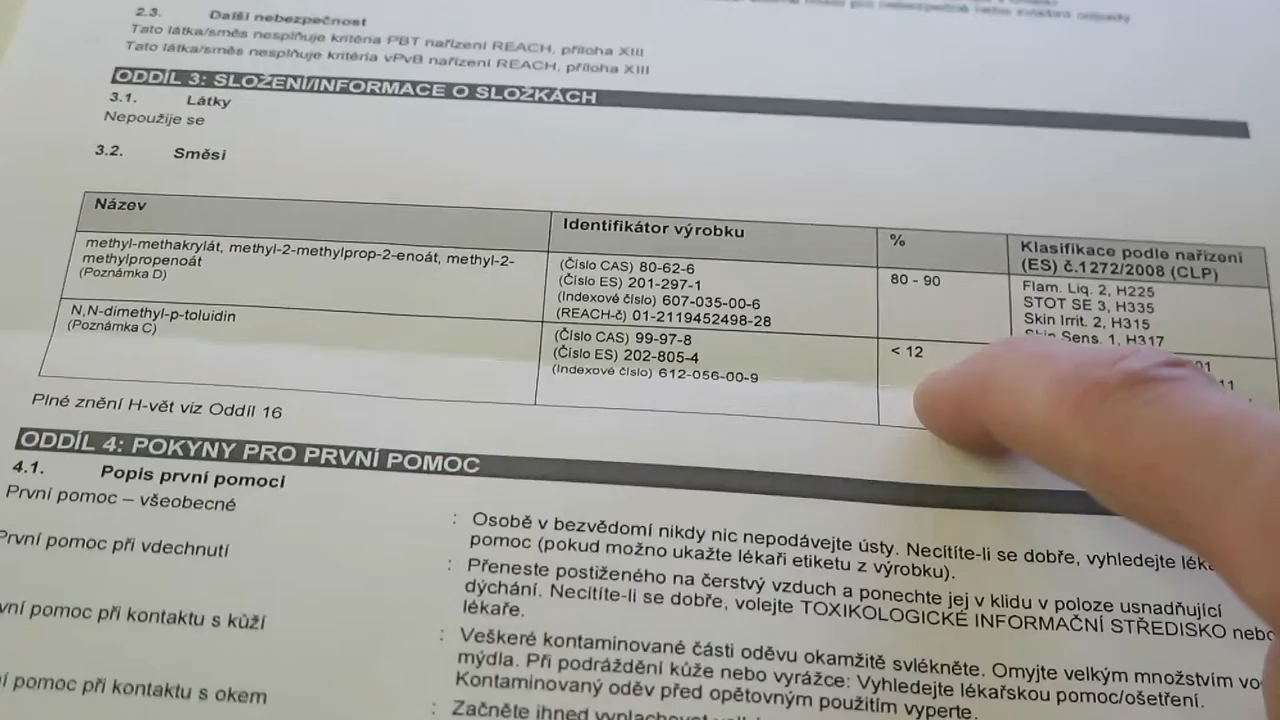 2.3. Další nebezpečnost
Tato látka/směs nesplňuje kritéria PBT nařízení REACH, příloha XIII
Tato látka/směs nesplňuje kritéria vPvB nařízení REACH, příloha XIII
ODDÍL 3: SLOŽENÍ/INFORMACE O SLOŽKÁCH
3.1. Látky
Nepoužije se
3.2. Směsi
Název Identifikátor výrobku % Klasifikace podle nařízení
(ES) č.1272/2008 (CLP)
methyl-methakrylát, methyl-2-methylprop-2-enoát, methyl-2-
methylpropenoát
(Poznámka D)
(Číslo CAS) 80-62-6
(Číslo ES) 201-297-1
(Indexové číslo) 607-035-00-6
(REACH-č) 01-2119452498-28
80 - 90
Flam. Liq. 2, H225
STOT SE 3, H335
Skin Irrit. 2, H315
Skin Sens. 1, H317
N,N-dimethyl-p-toluidin
(Poznámka C)
(Číslo CAS) 99-97-8
(Číslo ES) 202-805-4
(Indexové číslo) 612-056-00-9
< 12
Plné znění H-vět viz Oddíl 16
ODDÍL 4: POKYNY PRO PRVNÍ POMOC
4.1. Popis první pomoci
První pomoc – všeobecné : Osobě v bezvědomí nikdy nic nepodávejte ústy. Necítíte-li se dobře, vyhledejte
pomoc (pokud možno ukažte lékaři etiketu z výrobku).
První pomoc při vdechnutí : Přeneste postiženého na čerstvý vzduch a ponechte jej v klidu v poloze usnadňující
dýchání. Necítíte-li se dobře, volejte TOXIKOLOGICKÉ INFORMAČNÍ STŘEDISKO nebo
lékaře.
vní pomoc při kontaktu s kůží : Veškeré kontaminované části oděvu okamžitě svlékněte. Omyjte velkým množstvím vo
mýdla. Při podráždění kůže nebo vyrážce: Vyhledejte lékařskou pomoc/ošetření.
Kontaminovaný oděv před opětovným použitím vyperte.
í pomoc při kontaktu s okem : Začněte ihned vyplachovat